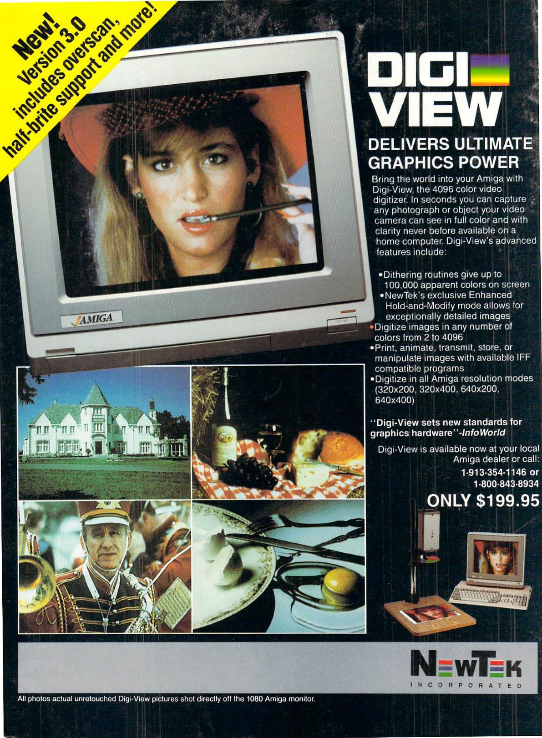 New!
Version 3.0
includes overscan,
half-brite support and more!
DIGI
VIEW
DELIVERS ULTIMATE
GRAPHICS POWER
Bring the world into your Amiga with
Digi-View, the 4096 color video
digitizer. In seconds you can capture
any photograph or object your video
camera can see in full color and with
clarity never before available on a
home computer. Digi-View's advanced
features include:
•Dithering routines give up to
100,000 apparent colors on screen
•NewTek's exclusive Enhanced
Hold-and-Modify mode allows for
exceptionally detailed images
•Digitize images in any number of
colors from 2 to 4096
•Print, animate, transmit, store, or
manipulate images with available IFF
compatible programs
•Digitize in all Amiga resolution modes
(320x200, 320x400, 640x200,
640x400)
"Digi-View sets new standards for
graphics hardware"-InfoWorld
Digi-View is available now at your local
Amiga dealer or call:
1-913-354-1146 or
1-800-843-8934
ONLY $199.95
AMIGA
NEWTEK
INCORPORATED
All photos actual unretouched Digi-View pictures shot directly off the 1080 Amiga monitor.